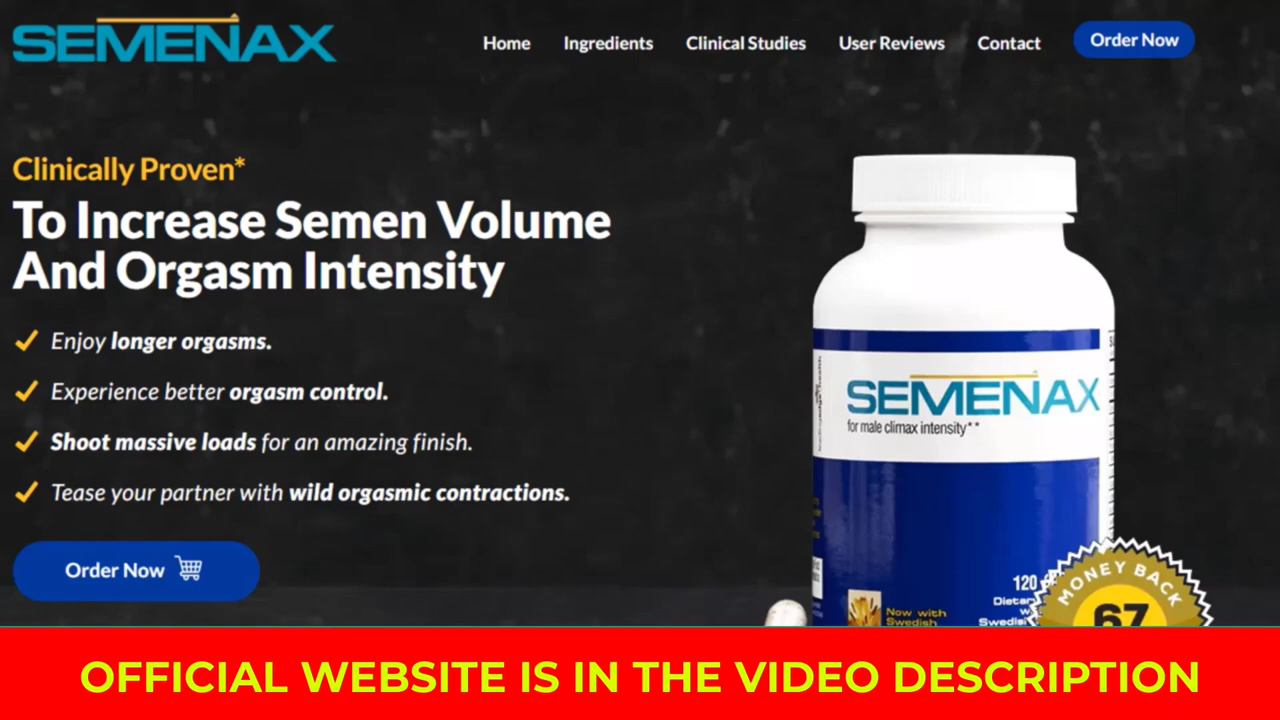 SEMENAX
Home Ingredients Clinical Studies User Reviews Contact Order Now
Clinically Proven*
To Increase Semen Volume
And Orgasm Intensity
Enjoy longer orgasms.
Experience better orgasm control.
Shoot massive loads for an amazing finish.
Tease your partner with wild orgasmic contractions.
Order Now
SEMENAX
for male climax intensity**
120
Now with
Swedish
MONEY BACK
67
OFFICIAL WEBSITE IS IN THE VIDEO DESCRIPTION